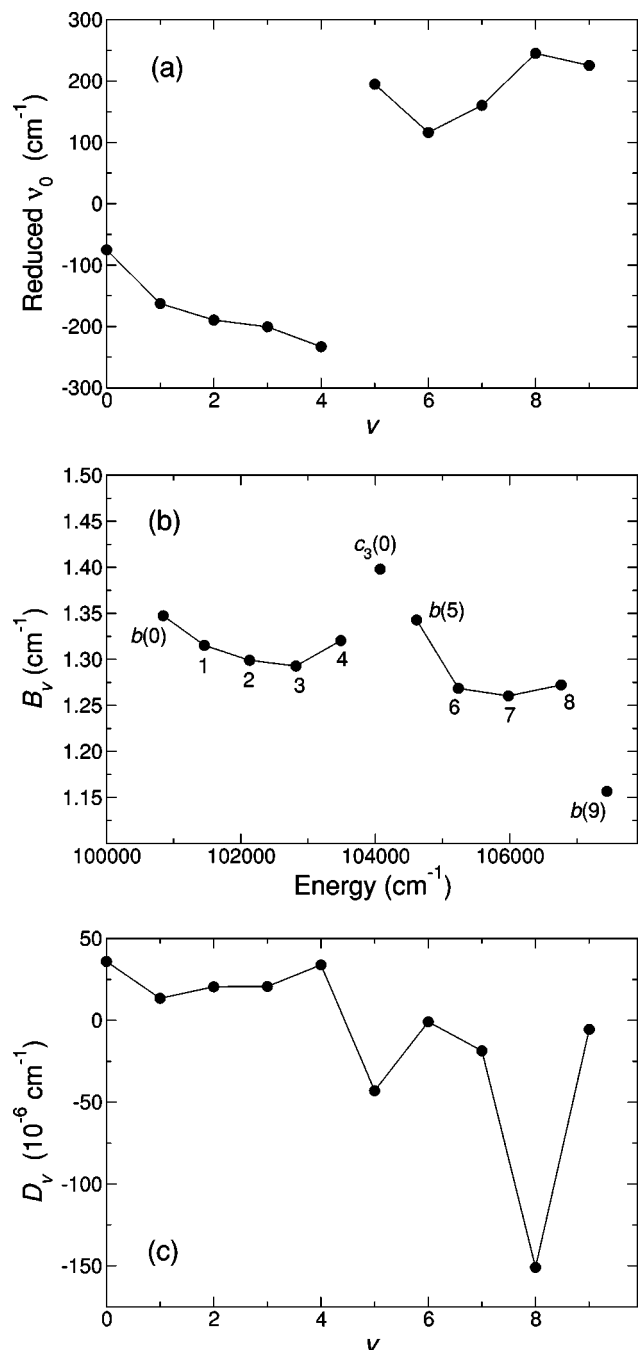 300
200
100
0
-100
-200
-300
Reduced ν₀ (cm⁻¹)
(a)
0 2 4 6 8
v
1.50
1.45
1.40
1.35
1.30
1.25
1.20
1.15
B_v (cm⁻¹)
(b)
c₃(0)
b(0)
1
2
3
4
b(5)
6
7
8
b(9)
100000 102000 104000 106000
Energy (cm⁻¹)
50
0
-50
-100
-150
D_v (10⁻⁶ cm⁻¹)
(c)
0 2 4 6 8
v